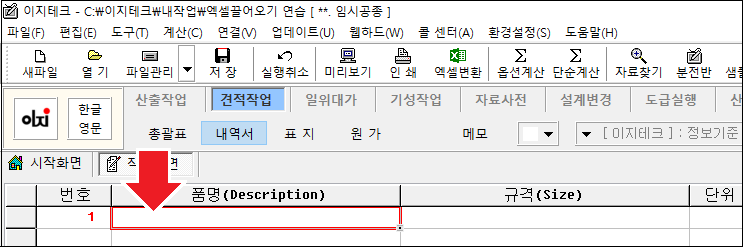 이지테크 - C:\이지테크\내작업\엑셀끌어오기 연습 [ **. 임시공종 ]
파일(F) 편집(E) 도구(T) 계산(C) 연결(V) 업데이트(U) 웹하드(W) 콜 센터(A) 환경설정(S) 도움말(H)
새파일 열 기 파일관리 저 장 실행취소 미리보기 인 쇄 엑셀변환 옵션계산 단순계산 자료찾기 분전반
이지 한글 산출작업 견적작업 일위대가 기성작업 자료사전 설계변경 도급실행
영문 총괄표 내역서 표 지 원 가 메모 [ 이지테크 ] : 정보기준
시작화면
번호 품명(Description) 규격(Size) 단위
1